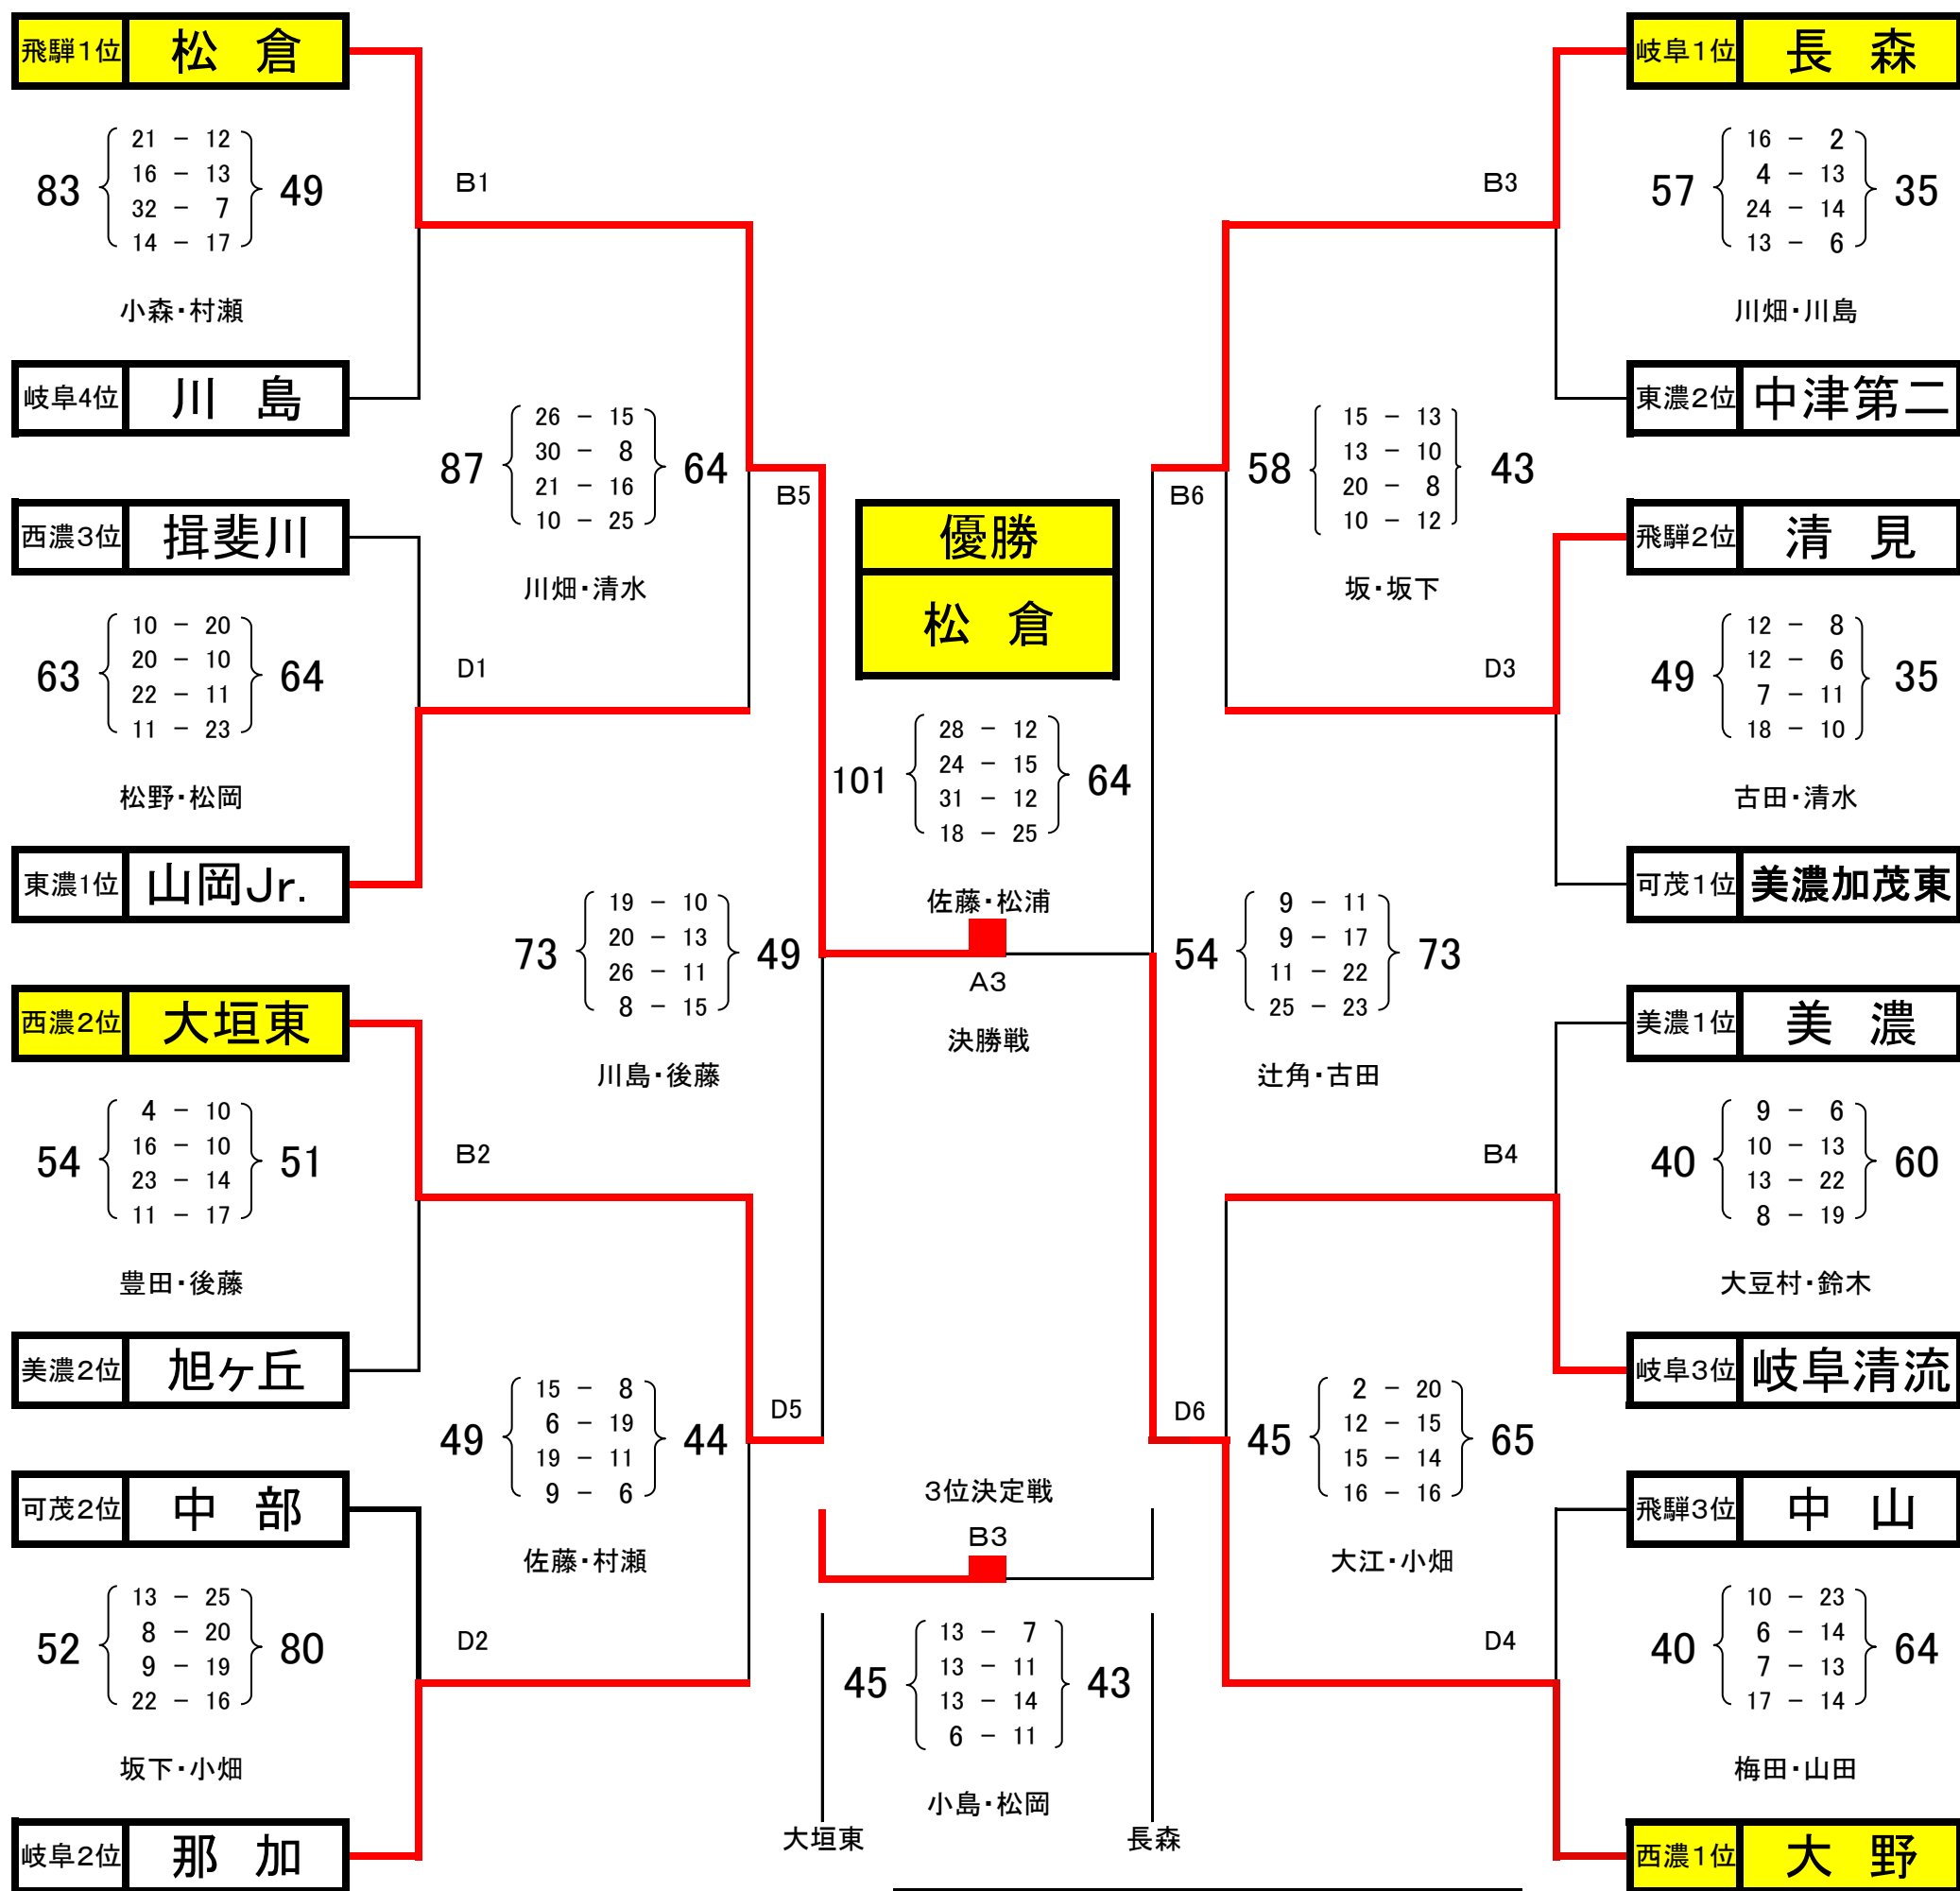 飛騨1位 松 倉
83 49
21 － 12
16 － 13
32 － 7
14 － 17
小森・村瀬
B1
岐阜4位 川 島
87 64
26 － 15
30 － 8
21 － 16
10 － 25
川畑・清水
B5
西濃3位 揖斐川
63 64
10 － 20
20 － 10
22 － 11
11 － 23
松野・松岡
D1
東濃1位 山岡Jr.
73 49
19 － 10
20 － 13
26 － 11
8 － 15
川島・後藤
西濃2位 大垣東
54 51
4 － 10
16 － 10
23 － 14
11 － 17
豊田・後藤
B2
美濃2位 旭ヶ丘
49 44
15 － 8
6 － 19
19 － 11
9 － 6
佐藤・村瀬
D5
可茂2位 中 部
52 80
13 － 25
8 － 20
9 － 19
22 － 16
坂下・小畑
D2
岐阜2位 那 加
優勝
松 倉
101 64
28 － 12
24 － 15
31 － 12
18 － 25
佐藤・松浦
A3
決勝戦
3位決定戦
B3
45 43
13 － 7
13 － 11
13 － 14
6 － 11
小島・松岡
大垣東 長森
岐阜1位 長 森
57 35
16 － 2
4 － 13
24 － 14
13 － 6
川畑・川島
B3
東濃2位 中津第二
58 43
15 － 13
13 － 10
20 － 8
10 － 12
坂・坂下
B6
飛騨2位 清 見
49 35
12 － 8
12 － 6
7 － 11
18 － 10
古田・清水
D3
可茂1位 美濃加茂東
54 73
9 － 11
9 － 17
11 － 22
25 － 23
辻角・古田
美濃1位 美 濃
40 60
9 － 6
10 － 13
13 － 22
8 － 19
大豆村・鈴木
B4
岐阜3位 岐阜清流
45 65
2 － 20
12 － 15
15 － 14
16 － 16
大江・小畑
D6
飛騨3位 中 山
40 64
10 － 23
6 － 14
7 － 13
17 － 14
梅田・山田
D4
西濃1位 大 野